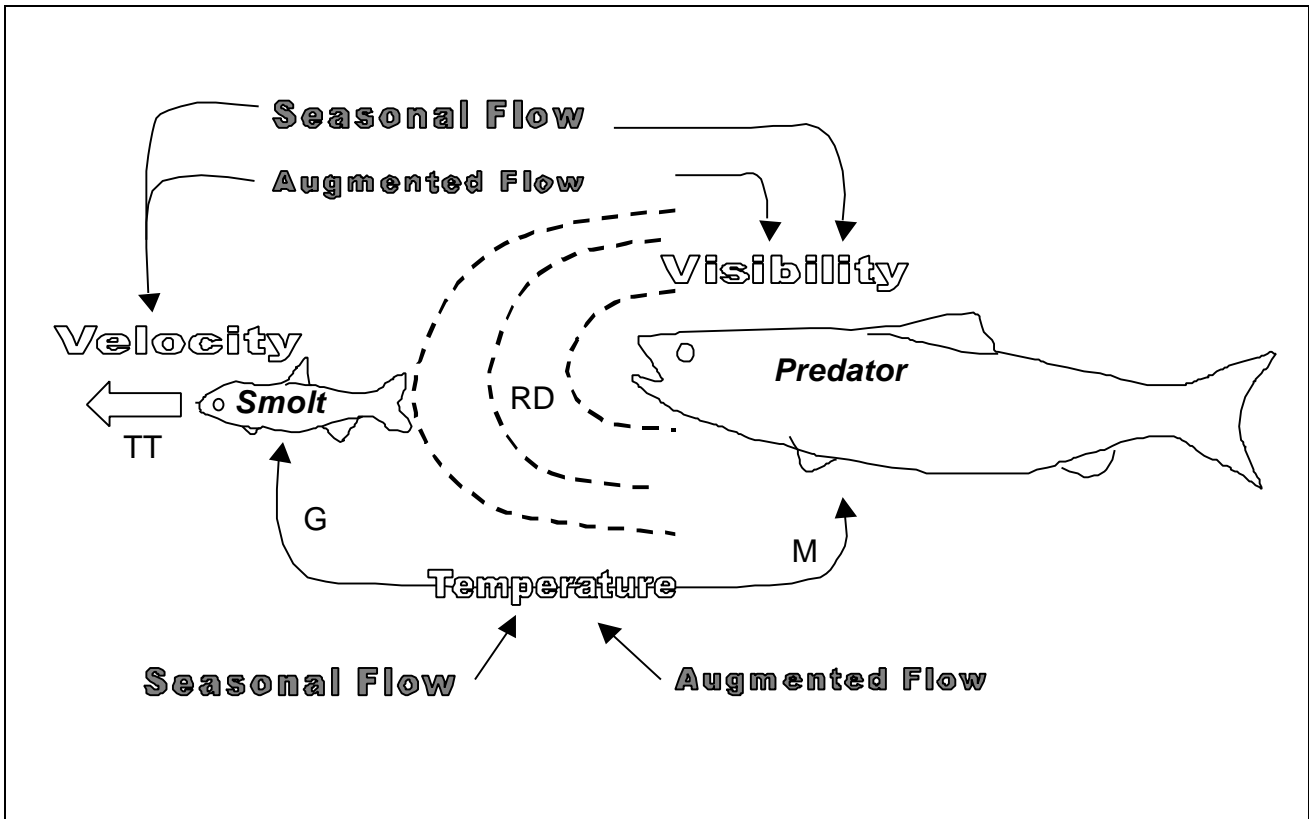 Seasonal Flow
Augmented Flow
Visibility
Velocity
Predator
Smolt
RD
TT
G
M
Temperature
Seasonal Flow
Augmented Flow